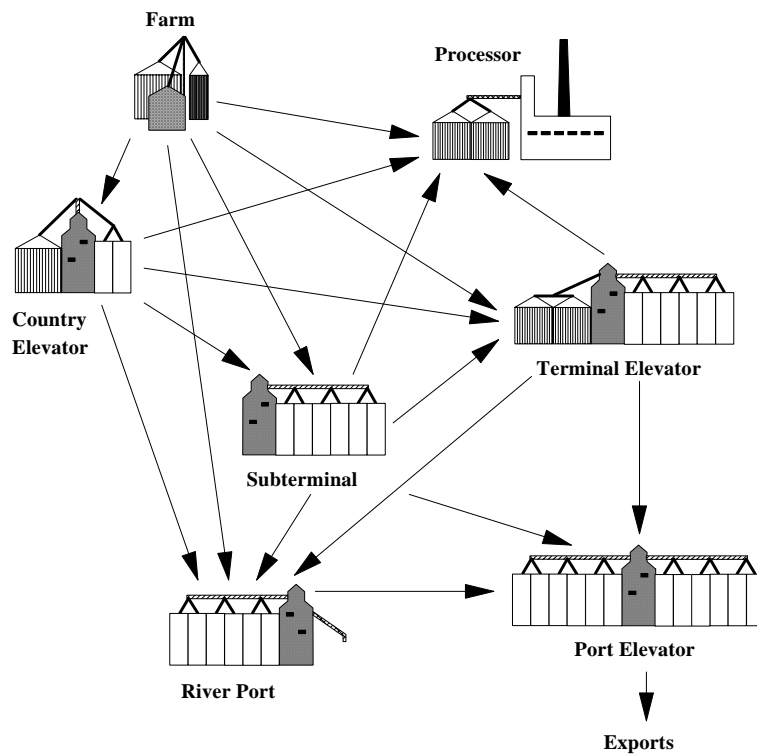 Farm
Processor
Country
Elevator
Terminal Elevator
Subterminal
Port Elevator
River Port
Exports